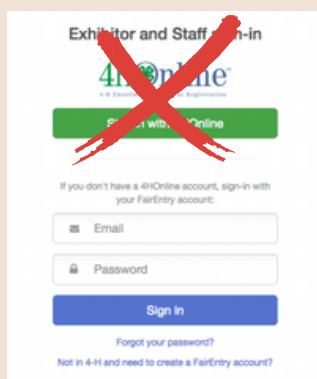 Exhibitor and Staff sign-in
4HOnline
Sign in with 4HOnline
If you don't have a 4HOnline account, sign-in with
your FairEntry account:
Email
Password
Sign in
Forgot your password?
Not in 4-H and need to create a FairEntry account?